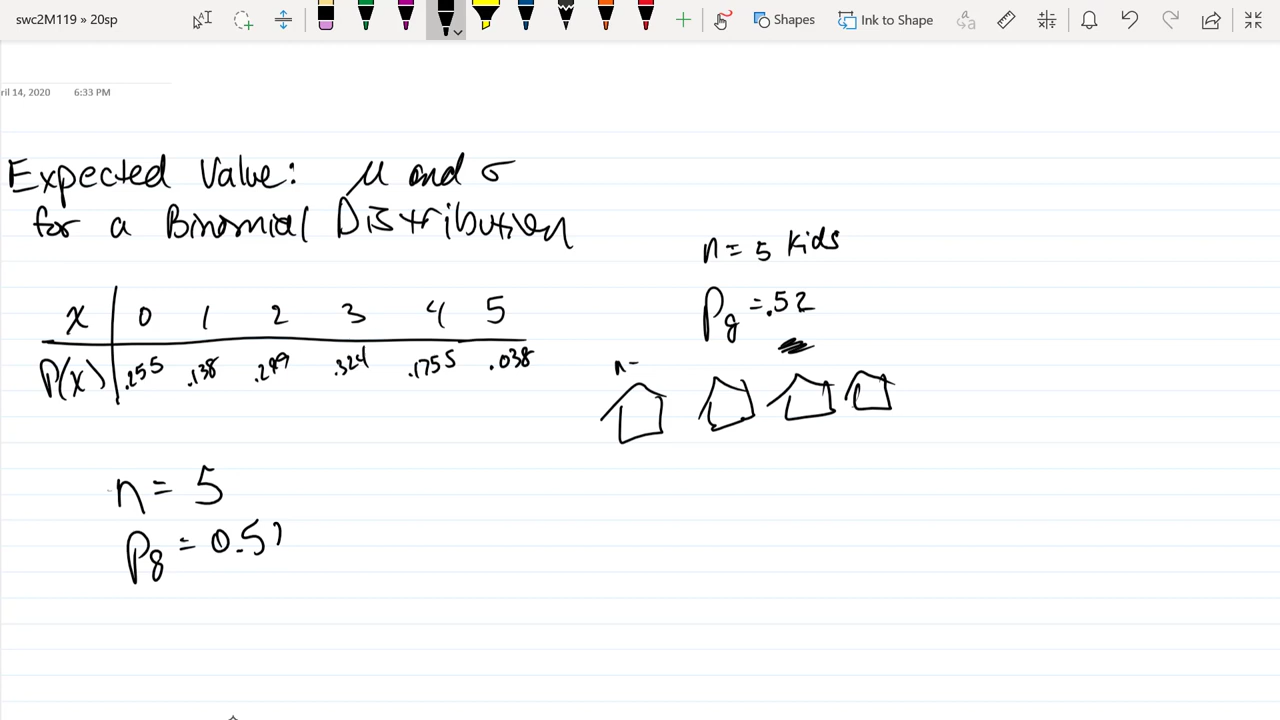 swc2M119 » 20sp
Shapes
Ink to Shape
ril 14, 2020 6:33 PM
Expected Value: μ and σ
for a Binomial Distribution
n = 5 kids
Pg = .52
x 0 1 2 3 4 5
P(x) .255 .138 .299 .324 .1755 .038
n-
n = 5
Pg = 0.5